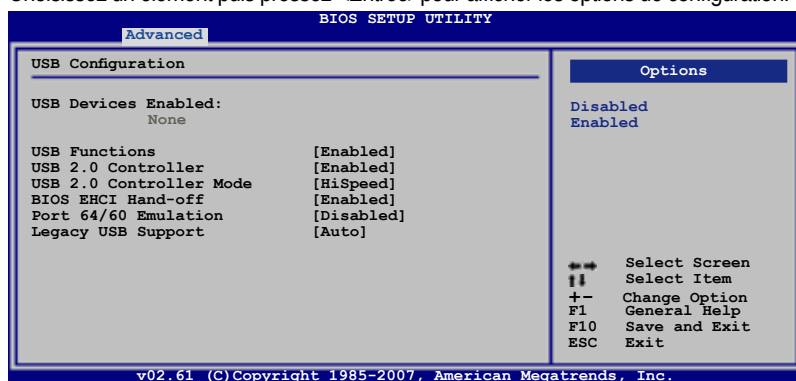 Choisissez un élément puis pressez <Entrée> pour afficher les options de configuration.
BIOS SETUP UTILITY
Advanced
USB Configuration
USB Devices Enabled:
None
USB Functions [Enabled]
USB 2.0 Controller [Enabled]
USB 2.0 Controller Mode [HiSpeed]
BIOS EHCI Hand-off [Enabled]
Port 64/60 Emulation [Disabled]
Legacy USB Support [Auto]
Options
Disabled
Enabled
←→ Select Screen
↑↓ Select Item
+- Change Option
F1 General Help
F10 Save and Exit
ESC Exit
v02.61 (C)Copyright 1985-2007, American Megatrends, Inc.